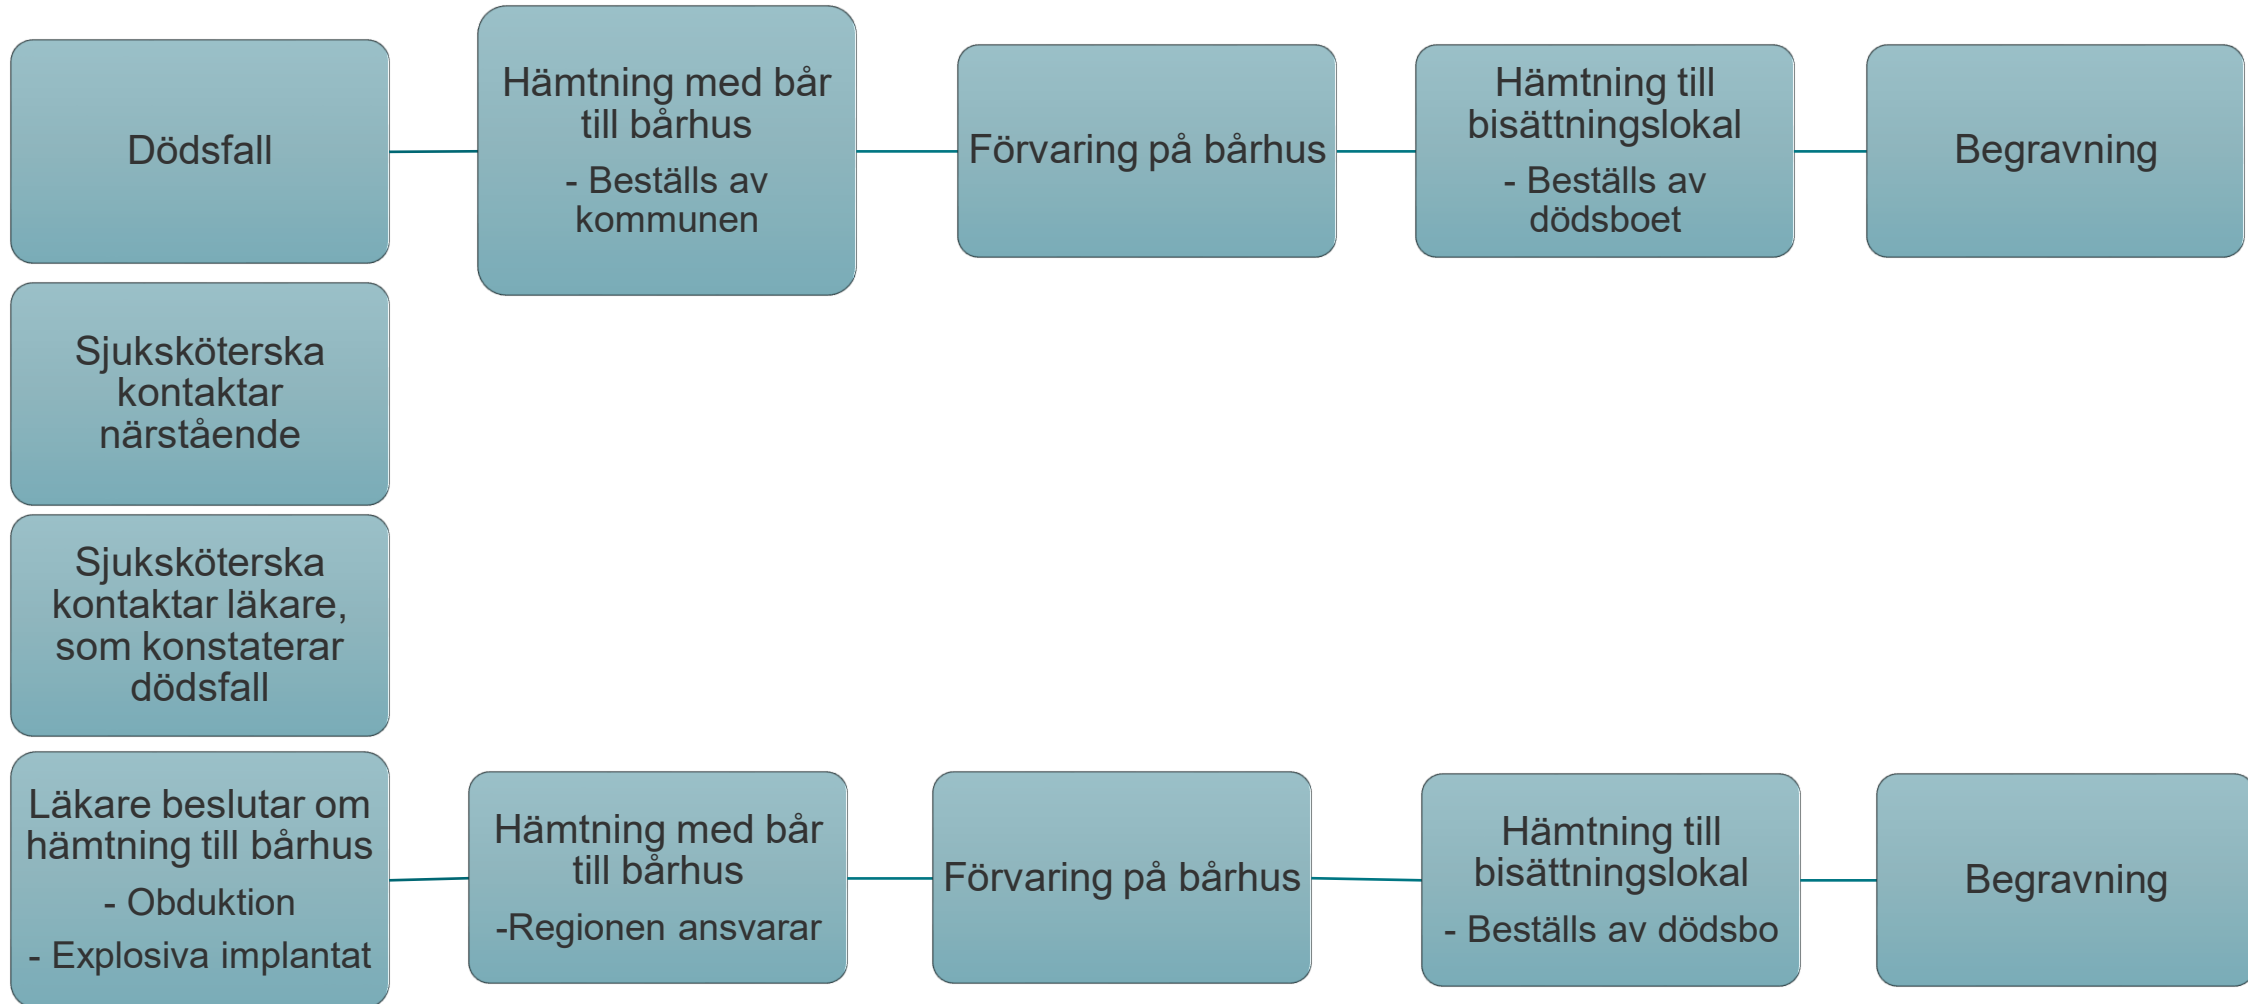 Dödsfall
Hämtning med bår
till bårhus
- Beställs av
kommunen
Förvaring på bårhus
Hämtning till
bisättningslokal
- Beställs av
dödsboet
Begravning
Sjuksköterska
kontaktar
närstående
Sjuksköterska
kontaktar läkare,
som konstaterar
dödsfall
Läkare beslutar om
hämtning till bårhus
- Obduktion
- Explosiva implantat
Hämtning med bår
till bårhus
-Regionen ansvarar
Förvaring på bårhus
Hämtning till
bisättningslokal
- Beställs av dödsbo
Begravning